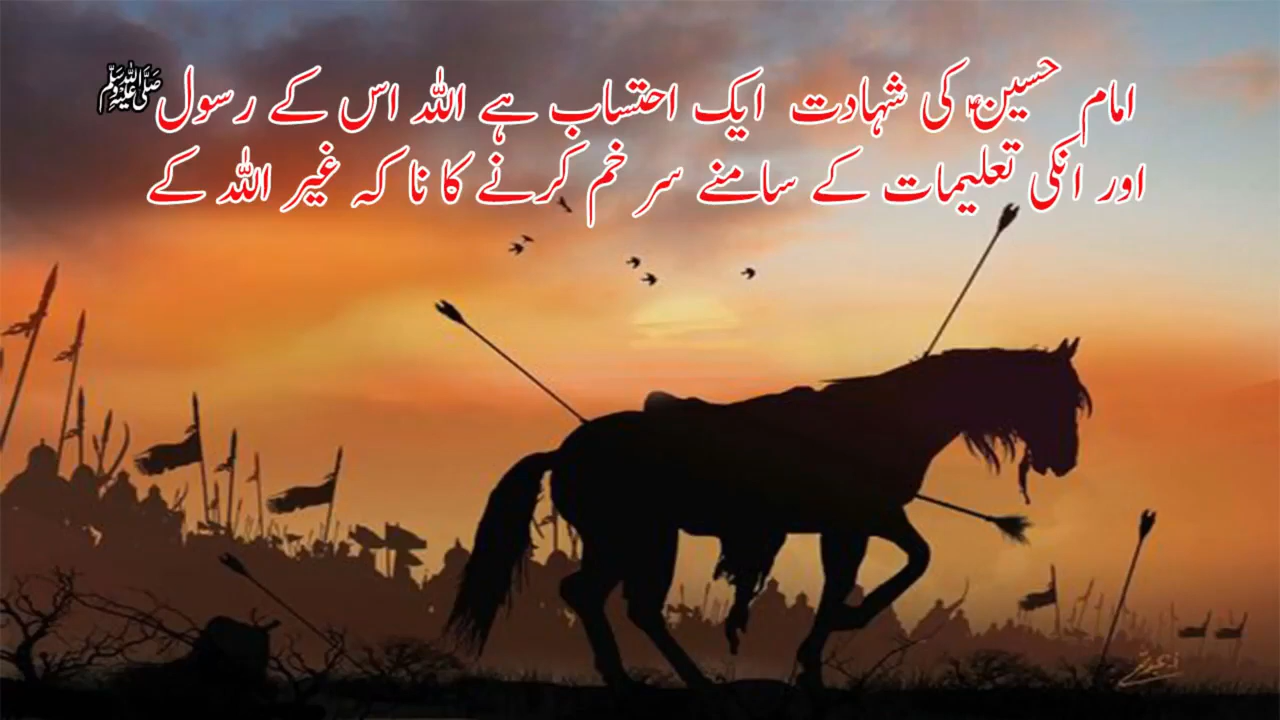 امام حسینؑ کی شہادت ایک احتساب ہے اللہ اس کے رسول ﷺ
اور انکی تعلیمات کے سامنے سر خم کرنے کا نا کہ غیر اللہ کے